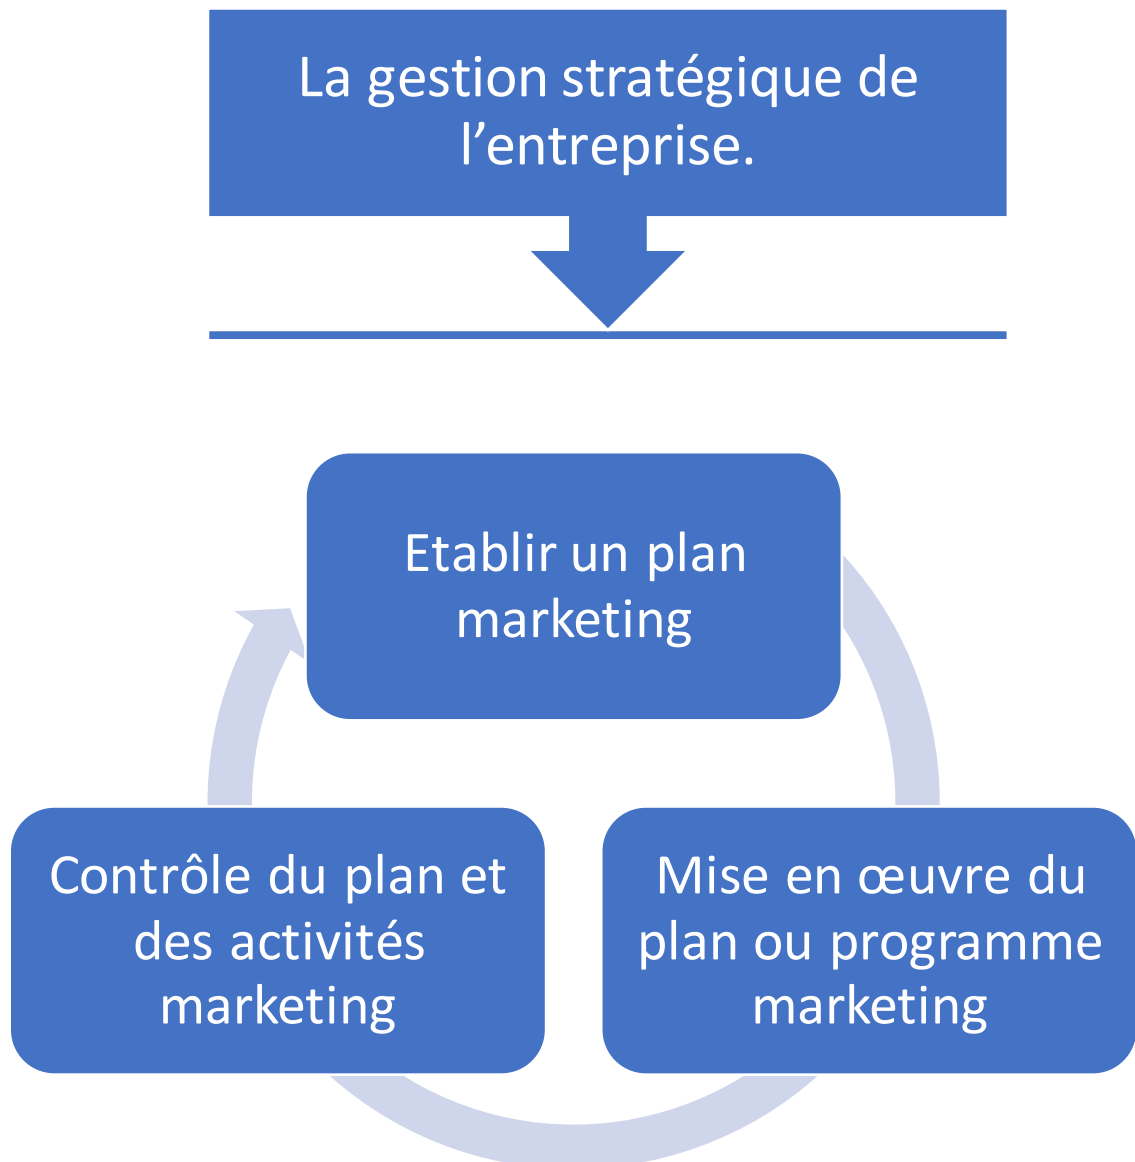 La gestion stratégique de
l’entreprise.
Etablir un plan
marketing
Contrôle du plan et
des activités
marketing
Mise en œuvre du
plan ou programme
marketing